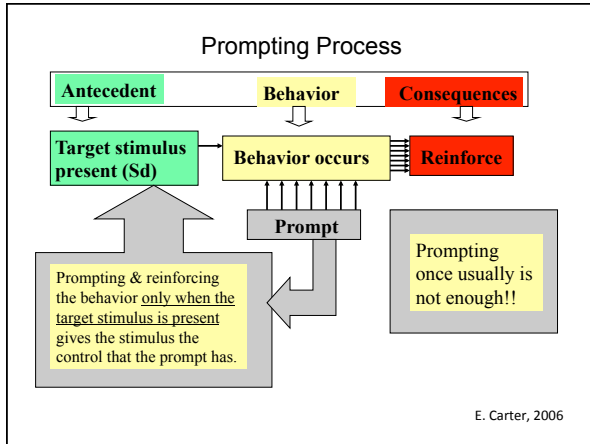 Prompting Process
Antecedent
Behavior
Consequences
Target stimulus
present (Sd)
Behavior occurs
Reinforce
Prompt
Prompting & reinforcing
the behavior only when the
target stimulus is present
gives the stimulus the
control that the prompt has.
Prompting
once usually is
not enough!!
E. Carter, 2006